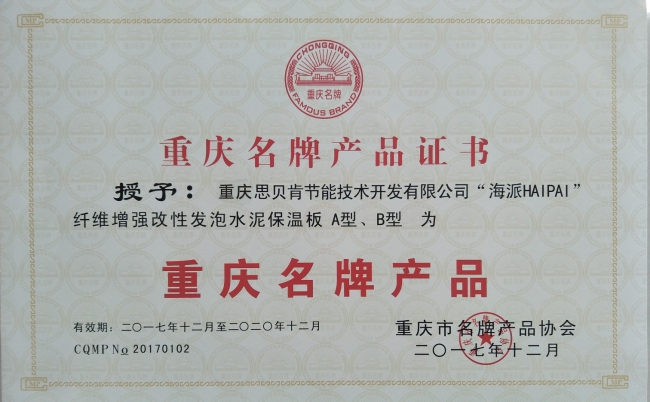 CHONGQING
重庆名牌
FAMOUS BRAND
重庆名牌产品证书
授予：重庆思贝肯节能技术开发有限公司“海派HAIPAI”
纤维增强改性发泡水泥保温板 A型、B型 为
重庆名牌产品
有效期：二〇一七年十二月至二〇二〇年十二月
重庆市名牌产品协会
CQMP No 20170102
二〇一七年十二月